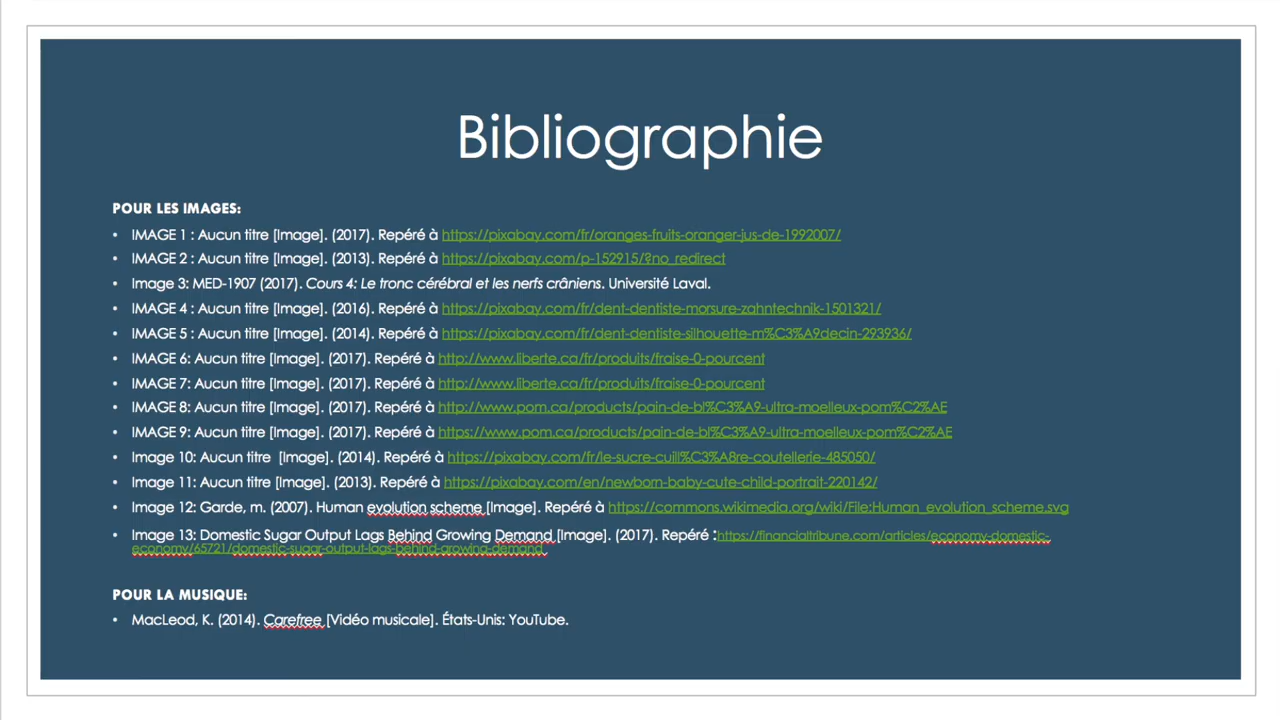 Bibliographie
POUR LES IMAGES:
• IMAGE 1 : Aucun titre [Image]. (2017). Repéré à https://pixabay.com/fr/oranges-fruits-oranger-jus-de-1992007/
• IMAGE 2 : Aucun titre [Image]. (2013). Repéré à https://pixabay.com/p-152915/?no_redirect
• Image 3: MED-1907 (2017). Cours 4: Le tronc cérébral et les nerfs crâniens. Université Laval.
• IMAGE 4 : Aucun titre [Image]. (2016). Repéré à https://pixabay.com/fr/dent-dentiste-morsure-zahntechnik-1501321/
• IMAGE 5 : Aucun titre [Image]. (2014). Repéré à https://pixabay.com/fr/dent-dentiste-silhouette-m%C3%A9decin-293936/
• IMAGE 6: Aucun titre [Image]. (2017). Repéré à http://www.liberte.ca/fr/produits/fraise-0-pourcent
• IMAGE 7: Aucun titre [Image]. (2017). Repéré à http://www.liberte.ca/fr/produits/fraise-0-pourcent
• IMAGE 8: Aucun titre [Image]. (2017). Repéré à http://www.pom.ca/products/pain-de-bl%C3%A9-ultra-moelleux-pom%C2%AE
• IMAGE 9: Aucun titre [Image]. (2017). Repéré à https://www.pom.ca/products/pain-de-bl%C3%A9-ultra-moelleux-pom%C2%AE
• Image 10: Aucun titre [Image]. (2014). Repéré à https://pixabay.com/fr/le-sucre-cuill%C3%A8re-coutellerie-485050/
• Image 11: Aucun titre [Image]. (2013). Repéré à https://pixabay.com/en/newborn-baby-cute-child-portrait-220142/
• Image 12: Garde, m. (2007). Human evolution scheme [Image]. Repéré à https://commons.wikimedia.org/wiki/File:Human_evolution_scheme.svg
• Image 13: Domestic Sugar Output Lags Behind Growing Demand [Image]. (2017). Repéré :https://financialtribune.com/articles/economy-domestic-
economy/65721/domestic-sugar-output-lags-behind-growing-demand
POUR LA MUSIQUE:
• MacLeod, K. (2014). Carefree [Vidéo musicale]. États-Unis: YouTube.